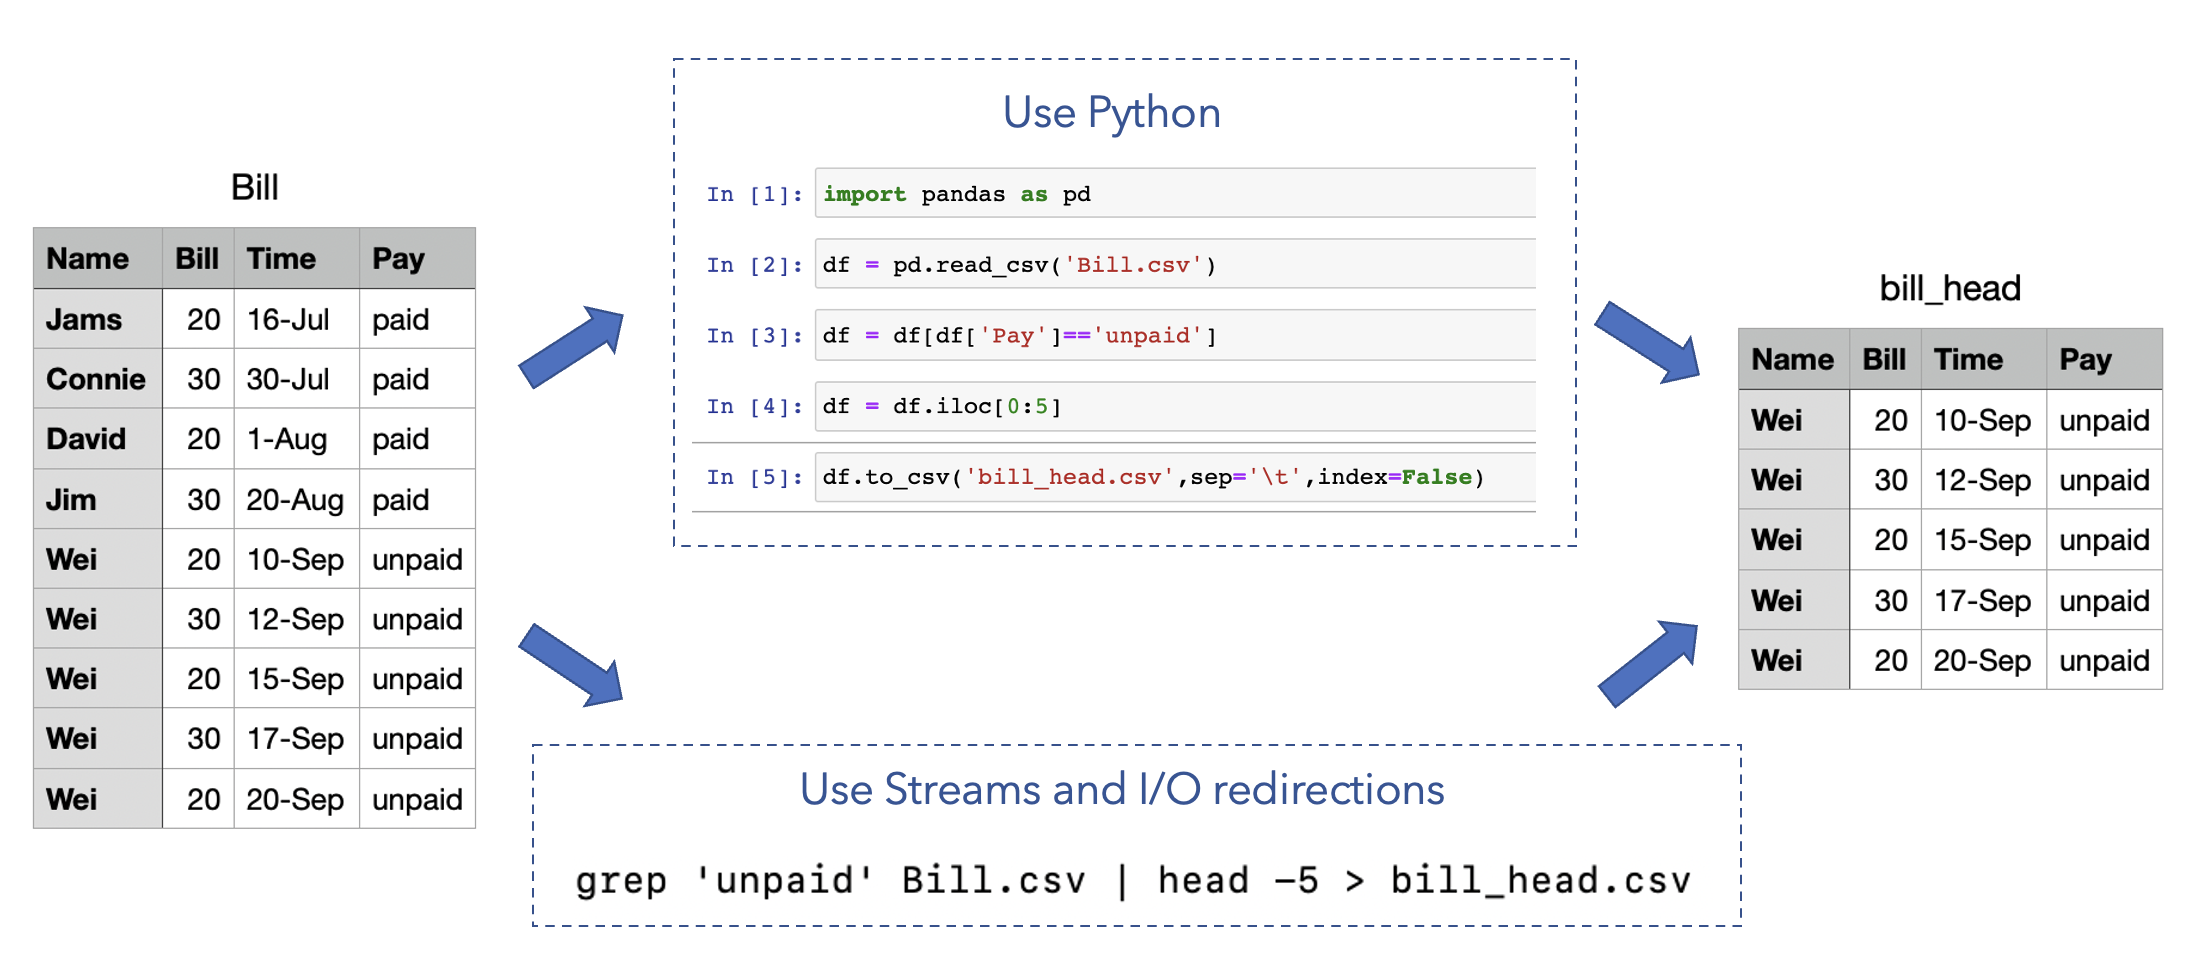 Bill
Name Bill Time Pay
Jams 20 16-Jul paid
Connie 30 30-Jul paid
David 20 1-Aug paid
Jim 30 20-Aug paid
Wei 20 10-Sep unpaid
Wei 30 12-Sep unpaid
Wei 20 15-Sep unpaid
Wei 30 17-Sep unpaid
Wei 20 20-Sep unpaid
Use Python
In [1]: import pandas as pd
In [2]: df = pd.read_csv('Bill.csv')
In [3]: df = df[df['Pay']=='unpaid']
In [4]: df = df.iloc[0:5]
In [5]: df.to_csv('bill_head.csv',sep='\t',index=False)
Use Streams and I/O redirections
grep 'unpaid' Bill.csv | head -5 > bill_head.csv
bill_head
Name Bill Time Pay
Wei 20 10-Sep unpaid
Wei 30 12-Sep unpaid
Wei 20 15-Sep unpaid
Wei 30 17-Sep unpaid
Wei 20 20-Sep unpaid